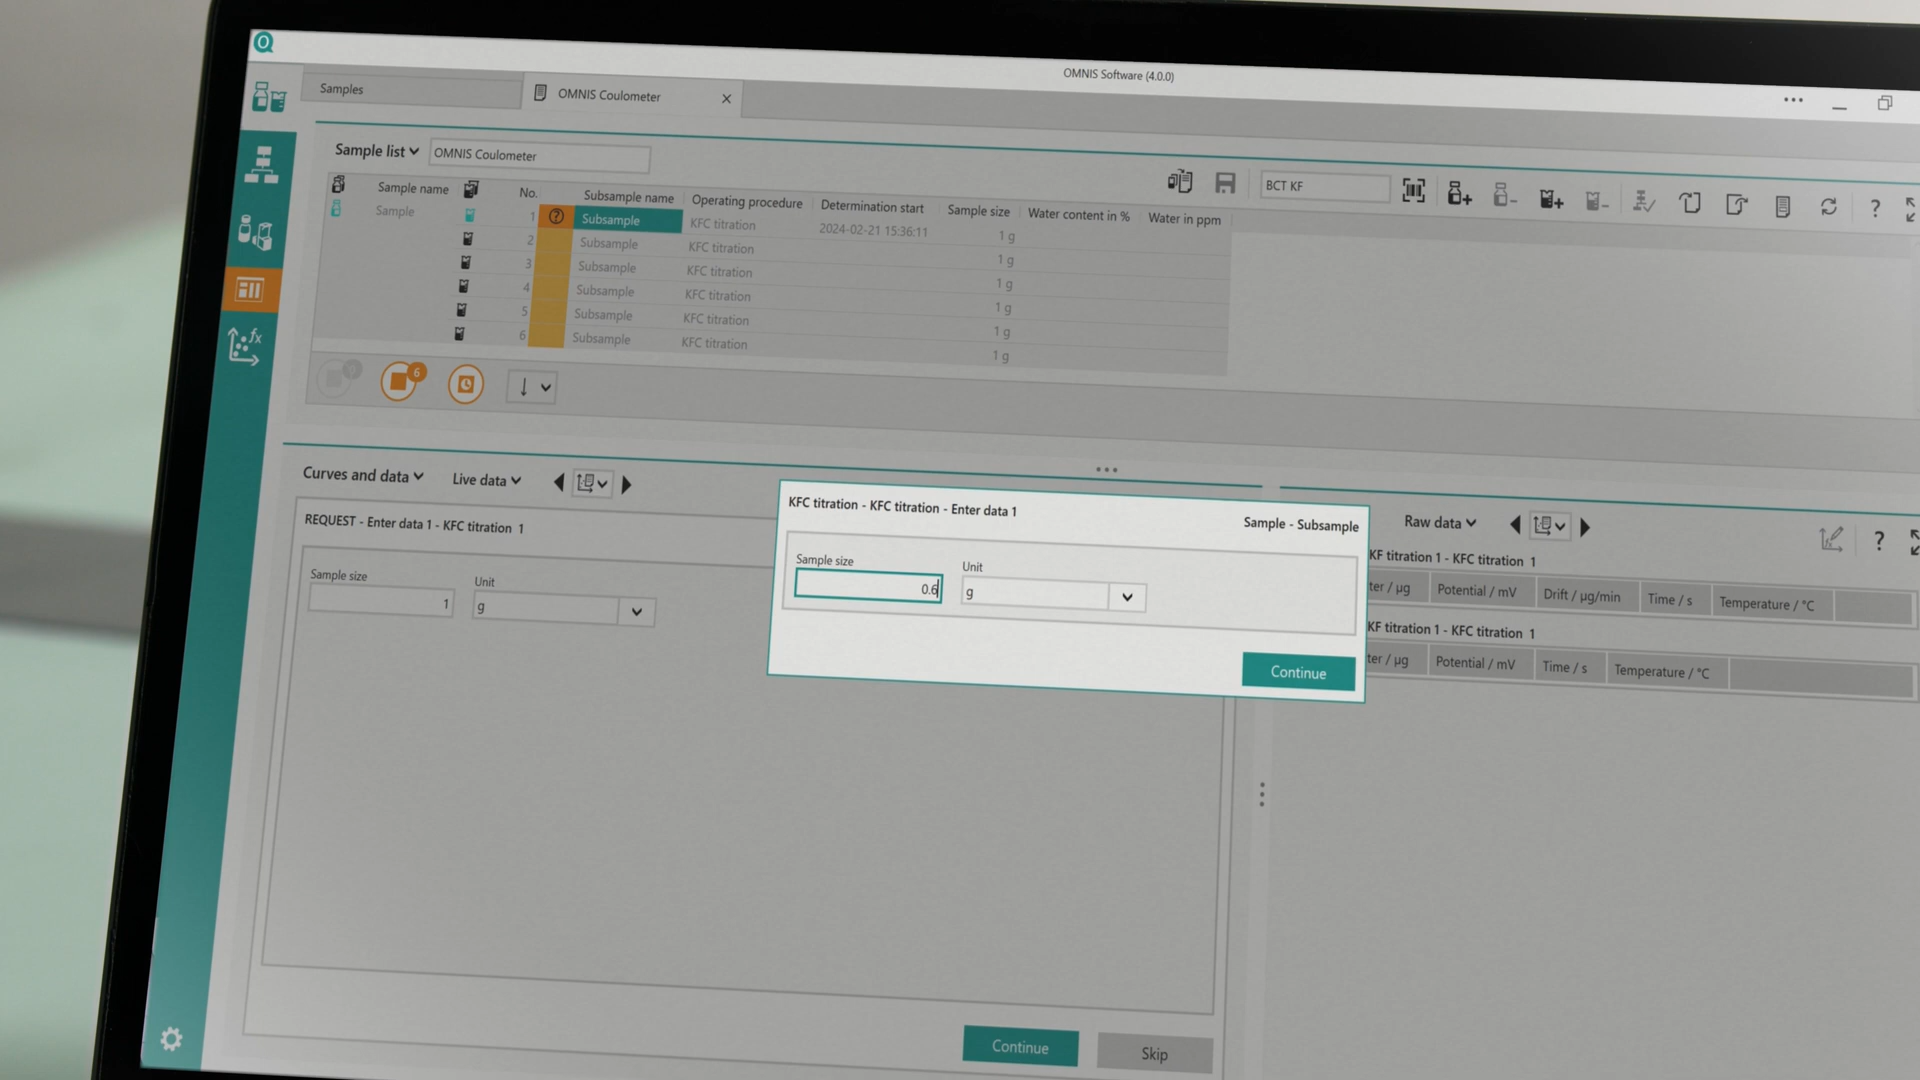 OMNIS Software (4.0.0)
Samples
OMNIS Coulometer
Sample list
OMNIS Coulometer
BCT KF
Sample name
No.
Subsample name
Operating procedure
Determination start
Sample size
Water content in %
Water in ppm
Sample
1
Subsample
KFC titration
2024-02-21 15:36:11
1 g
2
Subsample
KFC titration
1 g
3
Subsample
KFC titration
1 g
4
Subsample
KFC titration
1 g
5
Subsample
KFC titration
1 g
6
Subsample
KFC titration
1 g
6
Curves and data
Live data
REQUEST - Enter data 1 - KFC titration 1
Sample size
Unit
1
g
Continue
Skip
KFC titration - KFC titration - Enter data 1
Sample - Subsample
Sample size
Unit
0.6
g
Continue
Raw data
KF titration 1 - KFC titration 1
ter / µg
Potential / mV
Drift / µg/min
Time / s
Temperature / °C
KF titration 1 - KFC titration 1
ter / µg
Potential / mV
Time / s
Temperature / °C